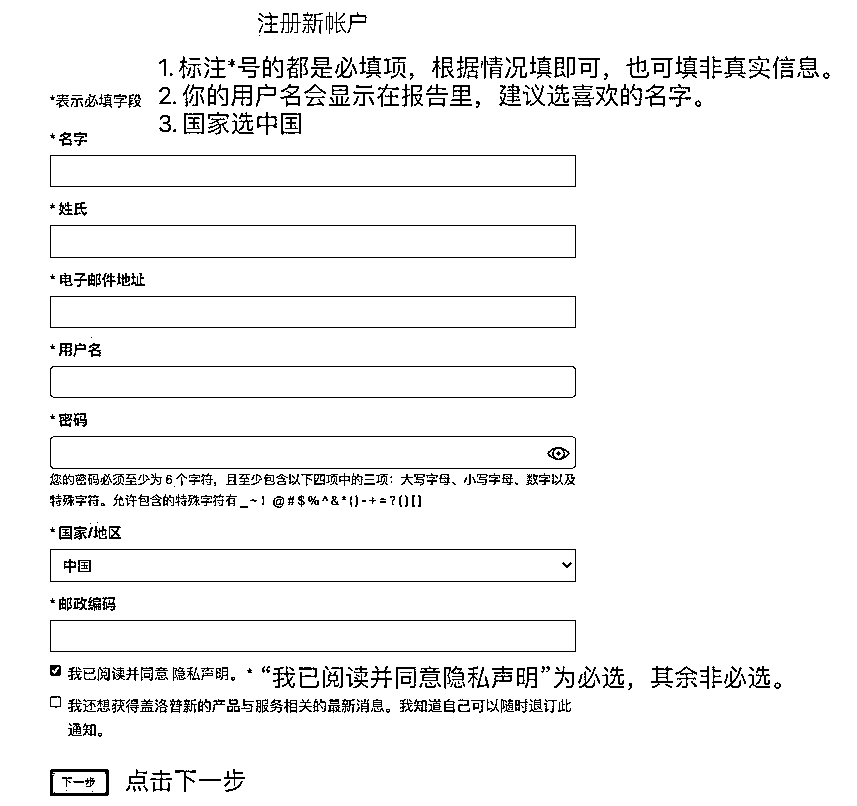 注册新帐户
1. 标注*号的都是必填项，根据情况填即可，也可填非真实信息。
*表示必填字段
2. 你的用户名会显示在报告里，建议选喜欢的名字。
3. 国家选中国
* 名字
* 姓氏
* 电子邮件地址
* 用户名
* 密码
您的密码必须至少为 6 个字符，且至少包含以下四项中的三项：大写字母、小写字母、数字以及
特殊字符。允许包含的特殊字符有 _ ~ ! @ # $ % ^ & * () - + = ? () [ ]
* 国家/地区
中国
* 邮政编码
我已阅读并同意 隐私声明。 * “我已阅读并同意隐私声明”为必选，其余非必选。
我还想获得盖洛普新的产品与服务相关的最新消息。我知道自己可以随时退订此
通知。
下一步 点击下一步